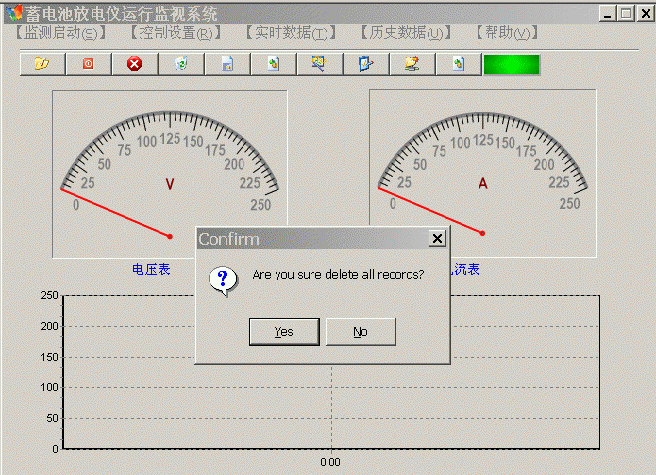 蓄电池放电仪运行监视系统
【监测启动(S)】 【控制设置(R)】 【实时数据(T)】 【历史数据(U)】 【帮助(V)】
0 25 50 75 100 125 150 175 200 225 250
V
0 25 50 75 100 125 150 175 200 225 250
A
Confirm
电压表
流表
Are you sure delete all records?
Yes No
250
200
150
100
50
0
000